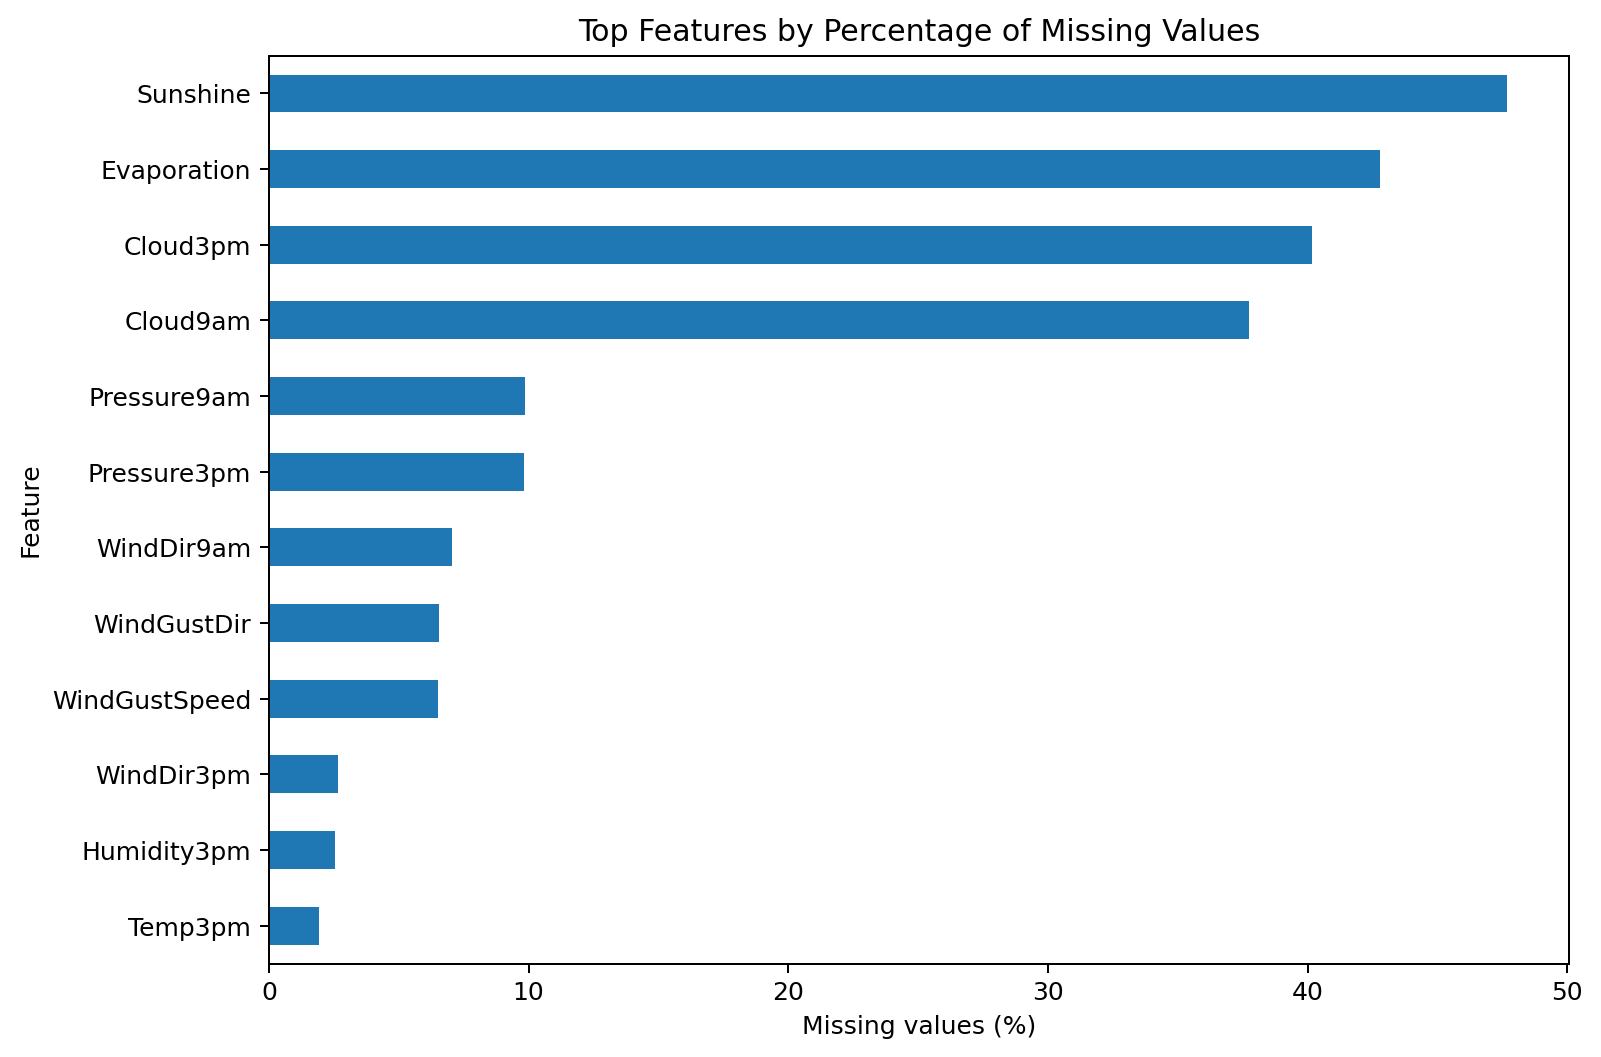 Top Features by Percentage of Missing Values
Sunshine
Evaporation
Cloud3pm
Cloud9am
Pressure9am
Pressure3pm
WindDir9am
WindGustDir
WindGustSpeed
WindDir3pm
Humidity3pm
Temp3pm
Feature
0 10 20 30 40 50
Missing values (%)